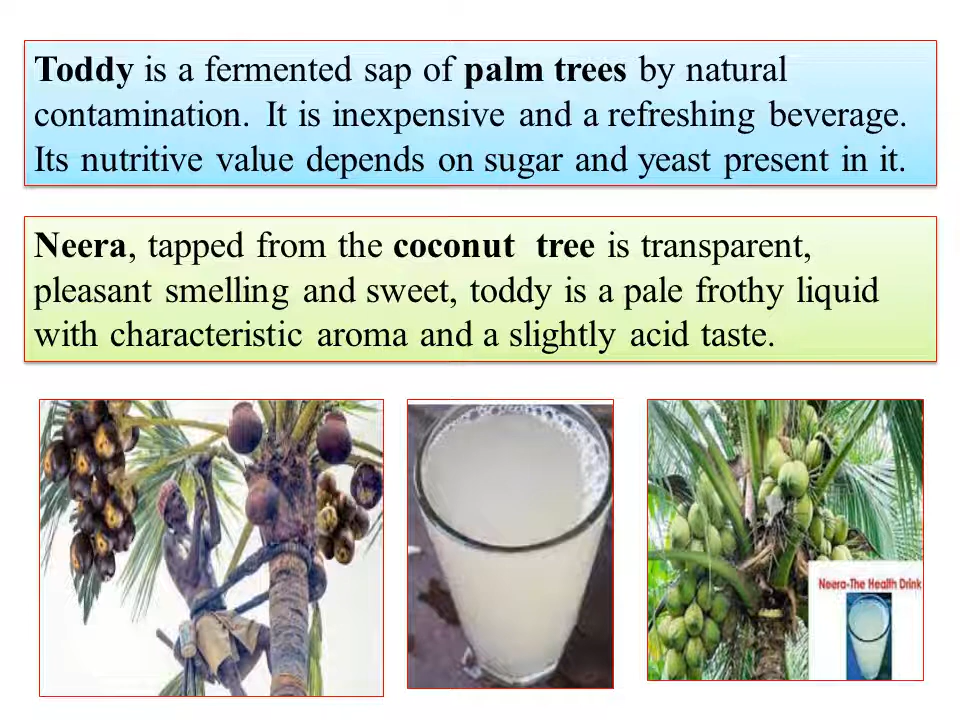 Toddy is a fermented sap of palm trees by natural
contamination. It is inexpensive and a refreshing beverage.
Its nutritive value depends on sugar and yeast present in it.
Neera, tapped from the coconut tree is transparent,
pleasant smelling and sweet, toddy is a pale frothy liquid
with characteristic aroma and a slightly acid taste.
Neera-The Health Drink